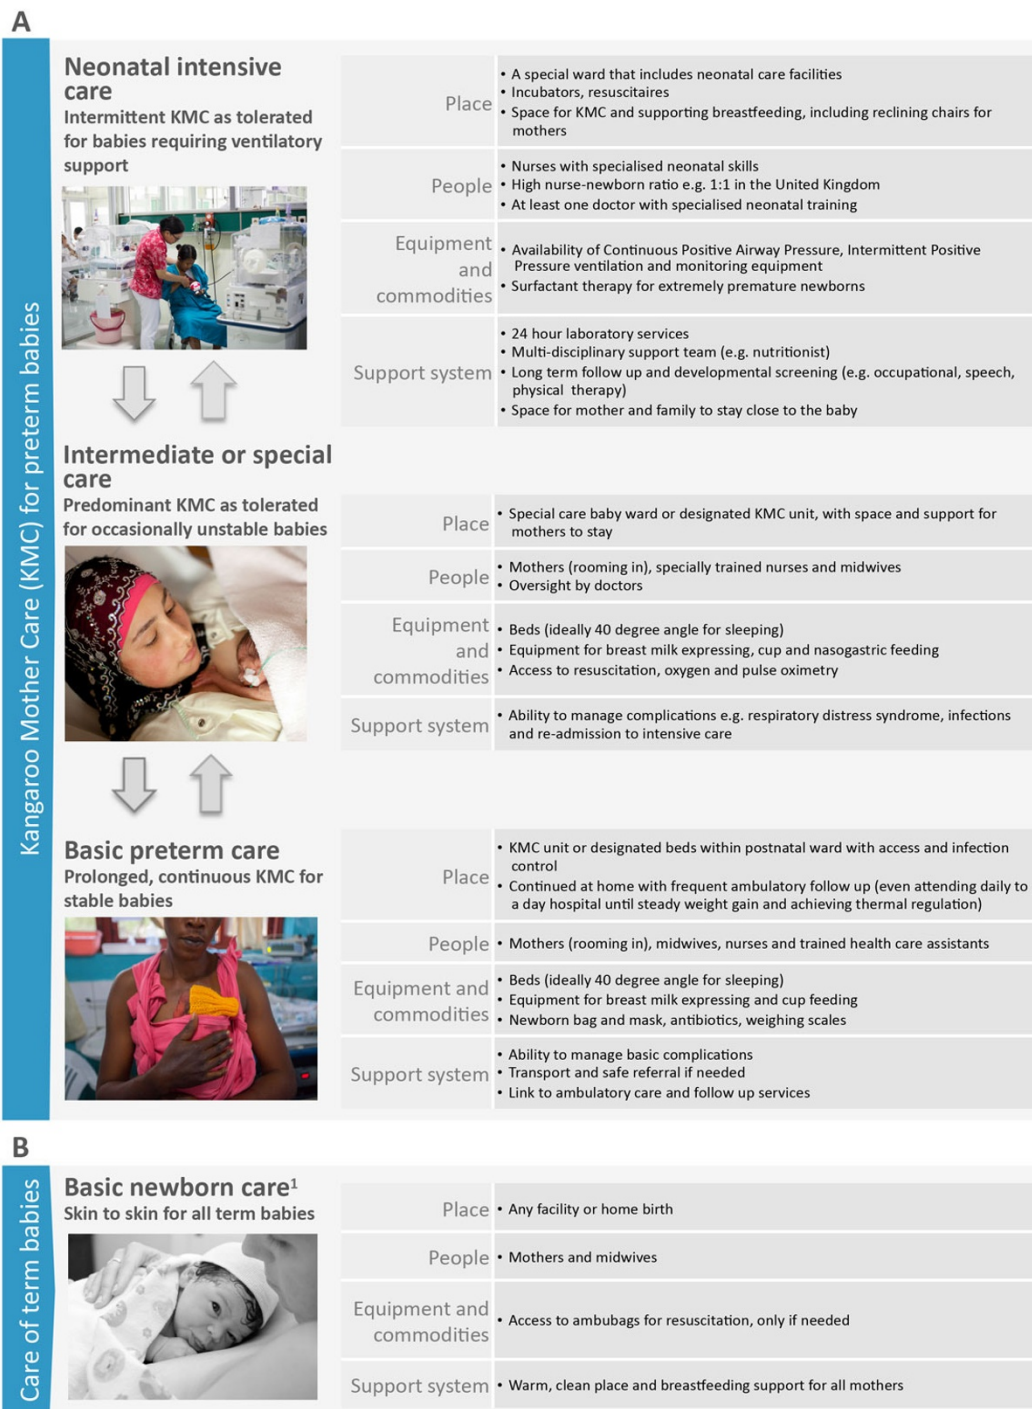 A
Kangaroo Mother Care (KMC) for preterm babies
Neonatal intensive
care
Intermittent KMC as tolerated
for babies requiring ventilatory
support
Place
• A special ward that includes neonatal care facilities
• Incubators, resuscitaires
• Space for KMC and supporting breastfeeding, including reclining chairs for
mothers
People
• Nurses with specialised neonatal skills
• High nurse-newborn ratio e.g. 1:1 in the United Kingdom
• At least one doctor with specialised neonatal training
Equipment
and
commodities
• Availability of Continuous Positive Airway Pressure, Intermittent Positive
Pressure ventilation and monitoring equipment
• Surfactant therapy for extremely premature newborns
Support system
• 24 hour laboratory services
• Multi-disciplinary support team (e.g. nutritionist)
• Long term follow up and developmental screening (e.g. occupational, speech,
physical therapy)
• Space for mother and family to stay close to the baby
Intermediate or special
care
Predominant KMC as tolerated
for occasionally unstable babies
Place
• Special care baby ward or designated KMC unit, with space and support for
mothers to stay
People
• Mothers (rooming in), specially trained nurses and midwives
• Oversight by doctors
Equipment
and
commodities
• Beds (ideally 40 degree angle for sleeping)
• Equipment for breast milk expressing, cup and nasogastric feeding
• Access to resuscitation, oxygen and pulse oximetry
Support system
• Ability to manage complications e.g. respiratory distress syndrome, infections
and re-admission to intensive care
Basic preterm care
Prolonged, continuous KMC for
stable babies
Place
• KMC unit or designated beds within postnatal ward with access and infection
control
• Continued at home with frequent ambulatory follow up (even attending daily to
a day hospital until steady weight gain and achieving thermal regulation)
People
• Mothers (rooming in), midwives, nurses and trained health care assistants
Equipment and
commodities
• Beds (ideally 40 degree angle for sleeping)
• Equipment for breast milk expressing and cup feeding
• Newborn bag and mask, antibiotics, weighing scales
Support system
• Ability to manage basic complications
• Transport and safe referral if needed
• Link to ambulatory care and follow up services
B
Care of term babies
Basic newborn care¹
Skin to skin for all term babies
Place
• Any facility or home birth
People
• Mothers and midwives
Equipment and
commodities
• Access to ambubags for resuscitation, only if needed
Support system
• Warm, clean place and breastfeeding support for all mothers